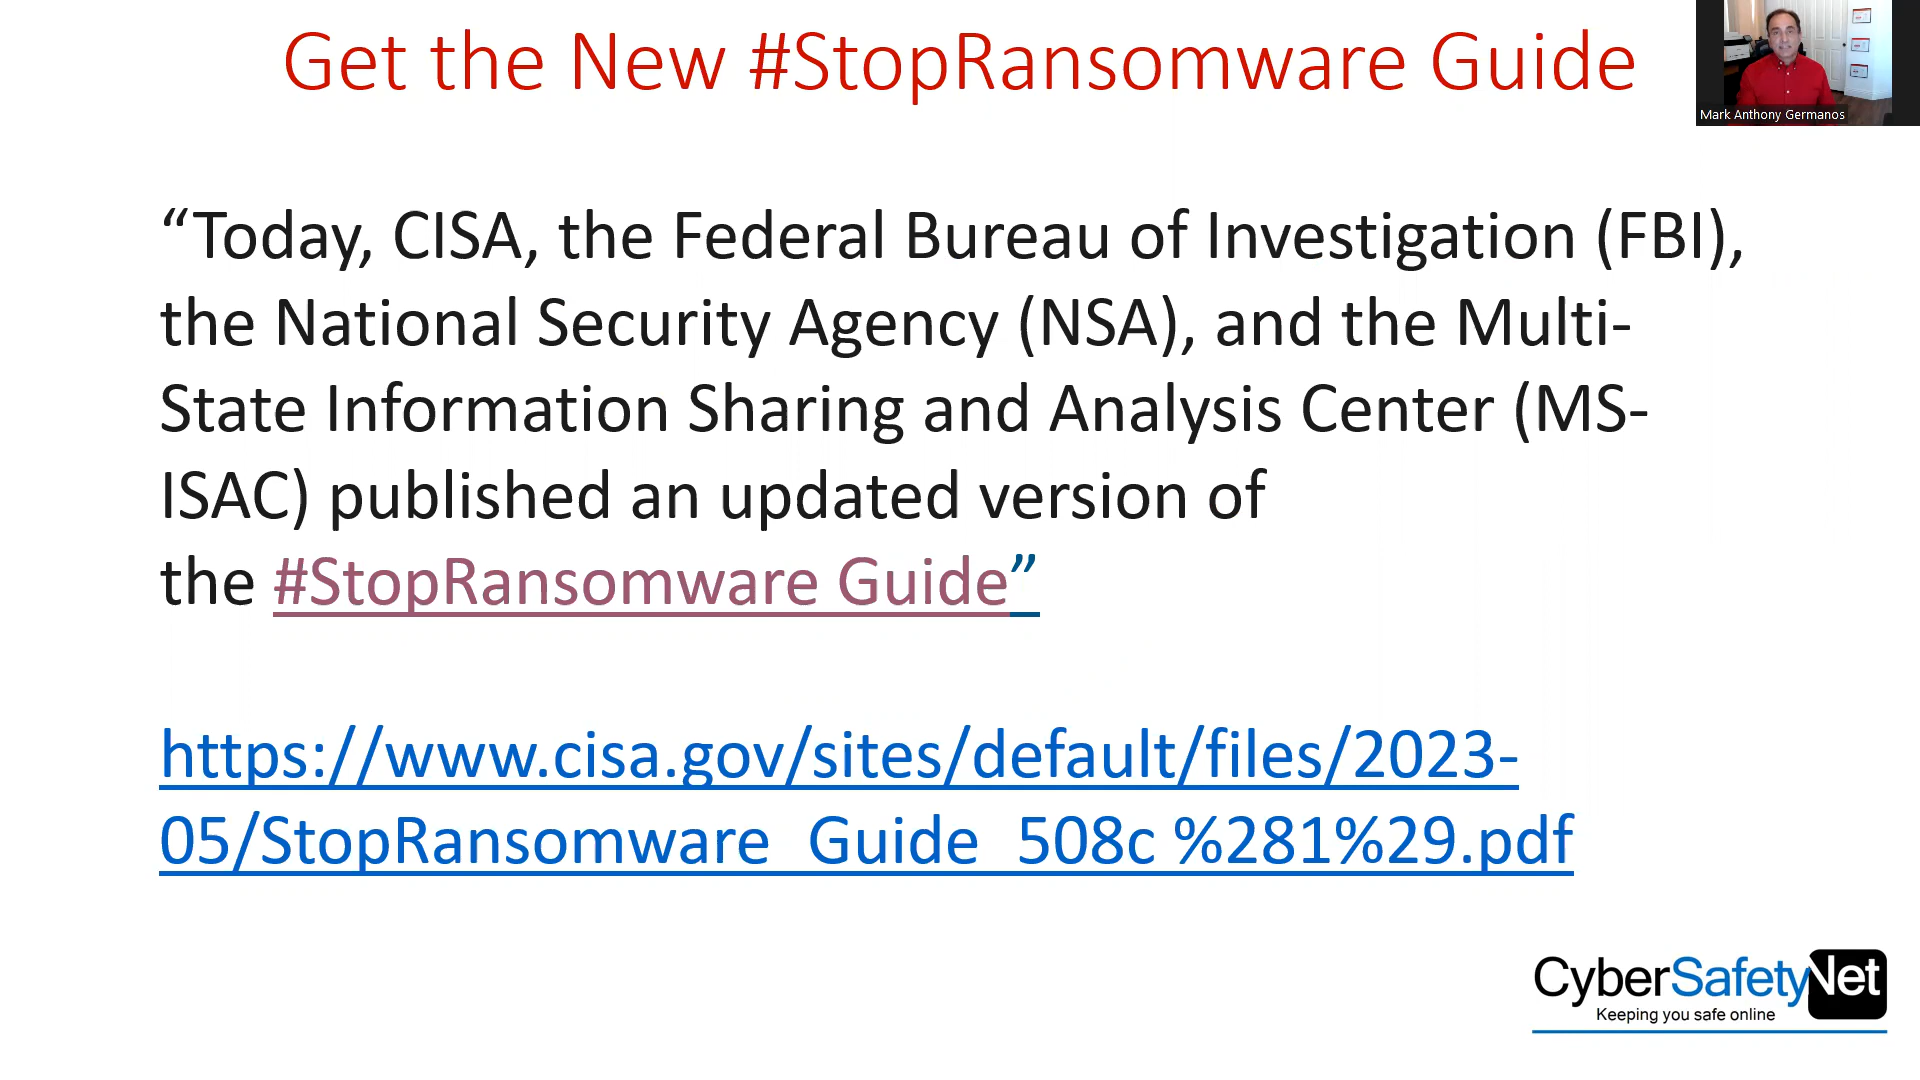 Get the New #StopRansomware Guide
Mark Anthony Germanos
“Today, CISA, the Federal Bureau of Investigation (FBI),
the National Security Agency (NSA), and the Multi-
State Information Sharing and Analysis Center (MS-
ISAC) published an updated version of
the #StopRansomware Guide”
https://www.cisa.gov/sites/default/files/2023-
05/StopRansomware_Guide_508c %281%29.pdf
CyberSafetyNet
Keeping you safe online